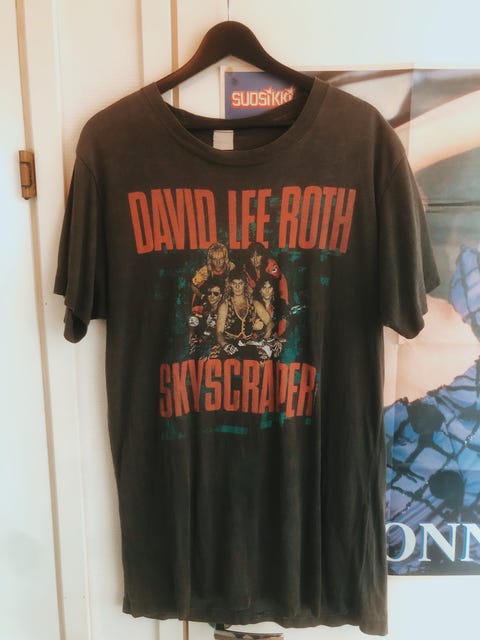 SUOSIKKI
DAVID LEE ROTH
SKYSCRAPER
ONN